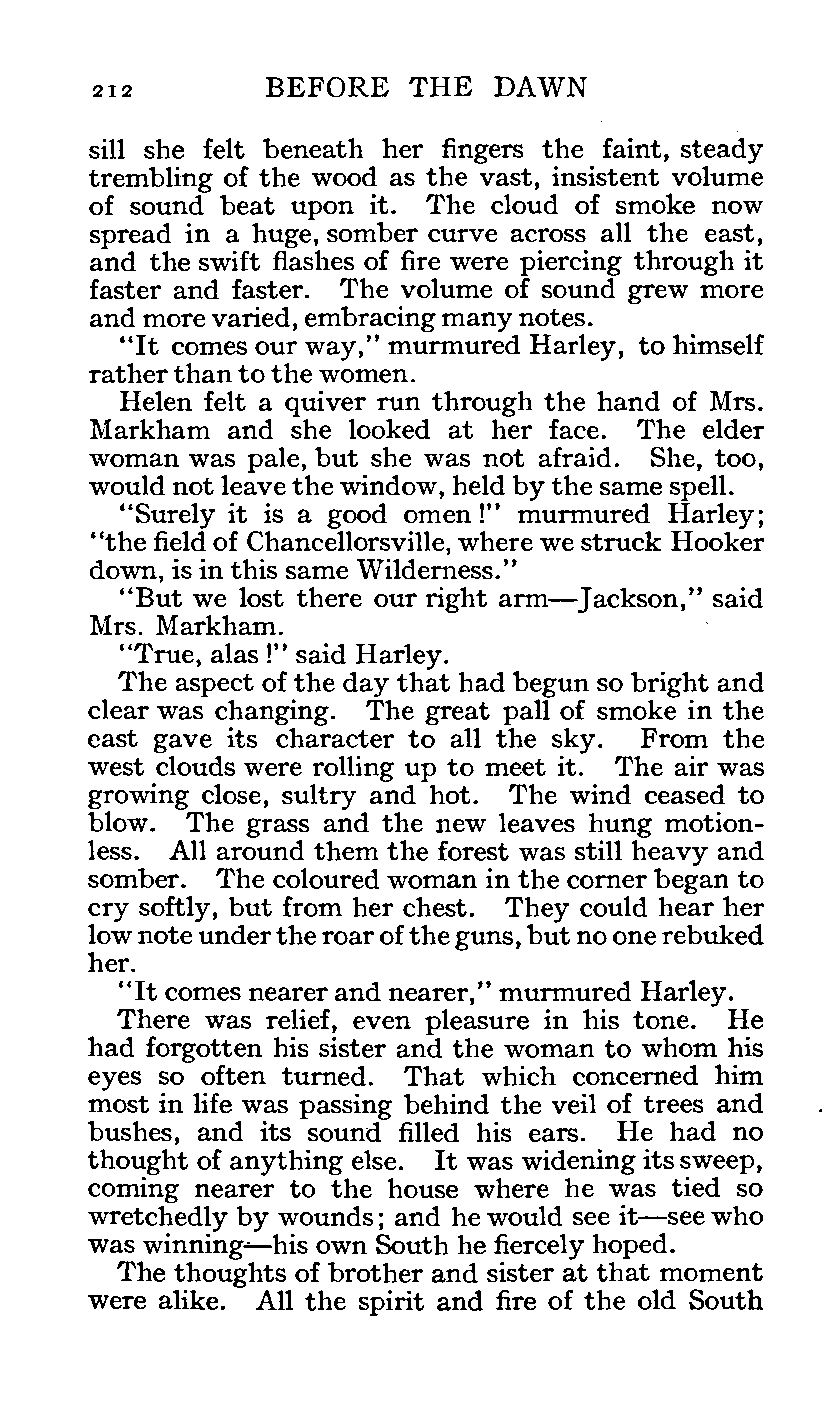 212 BEFORE THE DAWN
sill she felt beneath her fingers the faint, steady
trembling of the wood as the vast, insistent volume
of sound beat upon it. The cloud of smoke now
spread in a huge, somber curve across all the east,
and the swift flashes of fire were piercing through it
faster and faster. The volume of sound grew more
and more varied, embracing many notes.
"It comes our way," murmured Harley, to himself
rather than to the women.
Helen felt a quiver run through the hand of Mrs.
Markham and she looked at her face. The elder
woman was pale, but she was not afraid. She, too,
would not leave the window, held by the same spell.
"Surely it is a good omen!" murmured Harley;
"the field of Chancellorsville, where we struck Hooker
down, is in this same Wilderness."
"But we lost there our right arm—Jackson," said
Mrs. Markham.
"True, alas!" said Harley.
The aspect of the day that had begun so bright and
clear was changing. The great pall of smoke in the
east gave its character to all the sky. From the
west clouds were rolling up to meet it. The air was
growing close, sultry and hot. The wind ceased to
blow. The grass and the new leaves hung motion-
less. All around them the forest was still heavy and
somber. The coloured woman in the corner began to
cry softly, but from her chest. They could hear her
low note under the roar of the guns, but no one rebuked
her.
"It comes nearer and nearer," murmured Harley.
There was relief, even pleasure in his tone. He
had forgotten his sister and the woman to whom his
eyes so often turned. That which concerned him
most in life was passing behind the veil of trees and
bushes, and its sound filled his ears. He had no
thought of anything else. It was widening its sweep,
coming nearer to the house where he was tied so
wretchedly by wounds; and he would see it—see who
was winning—his own South he fiercely hoped.
The thoughts of brother and sister at that moment
were alike. All the spirit and fire of the old South